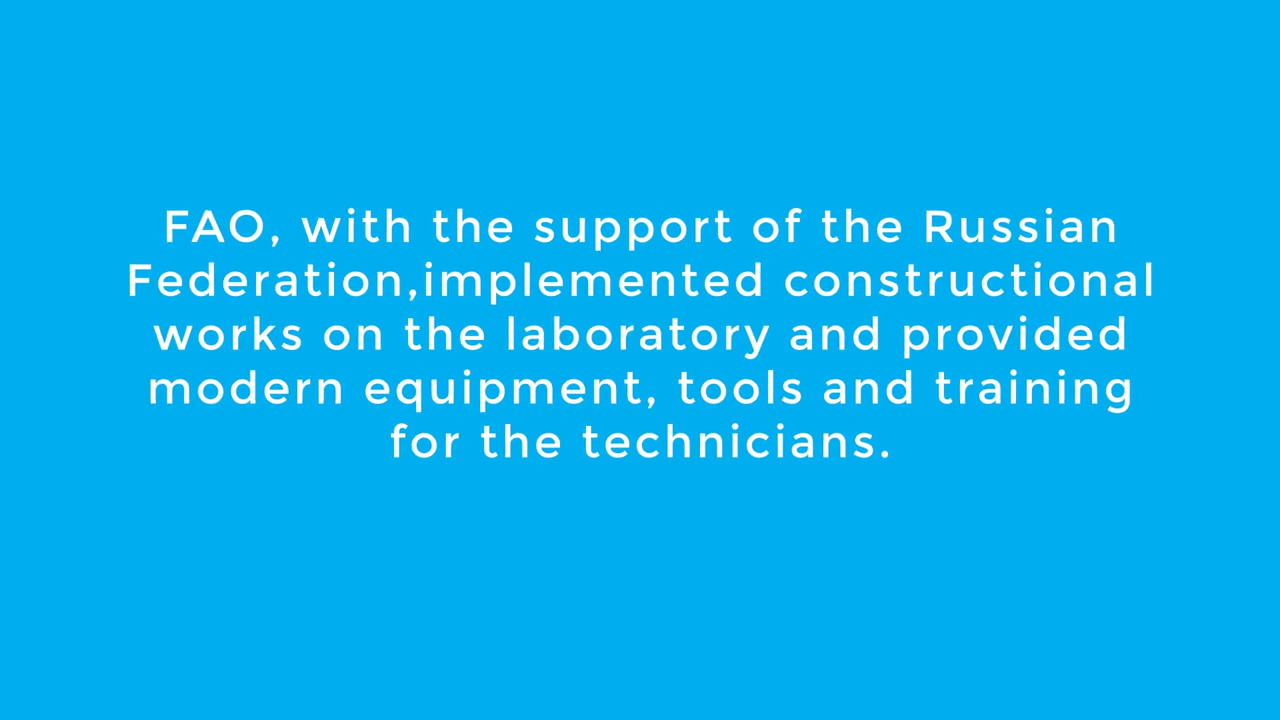 FAO, with the support of the Russian
Federation,implemented constructional
works on the laboratory and provided
modern equipment, tools and training
for the technicians.